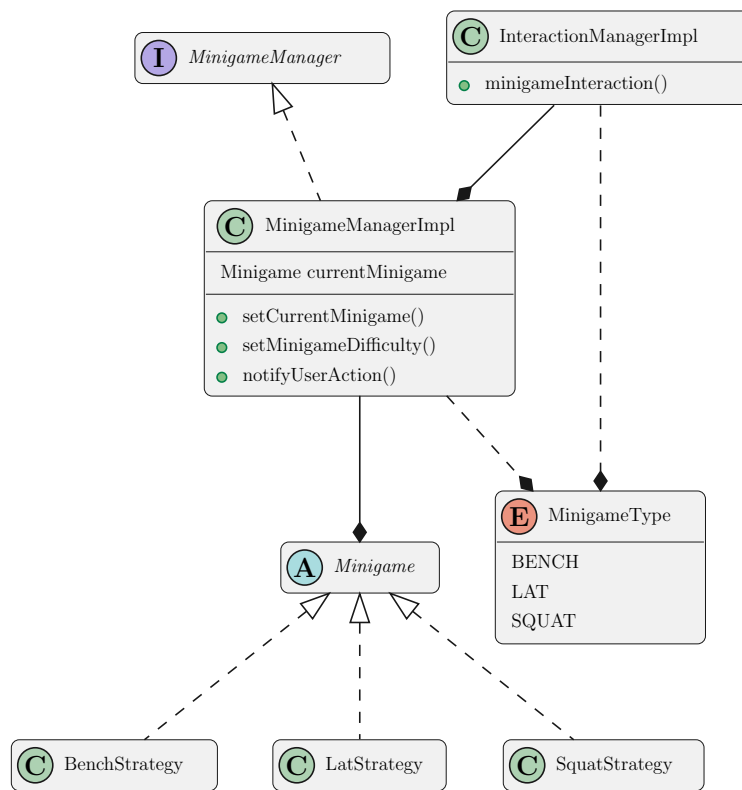 I MinigameManager
C InteractionManagerImpl
minigameInteraction()
C MinigameManagerImpl
Minigame currentMinigame
setCurrentMinigame()
setMinigameDifficulty()
notifyUserAction()
E MinigameType
BENCH
LAT
SQUAT
A Minigame
C BenchStrategy
C LatStrategy
C SquatStrategy